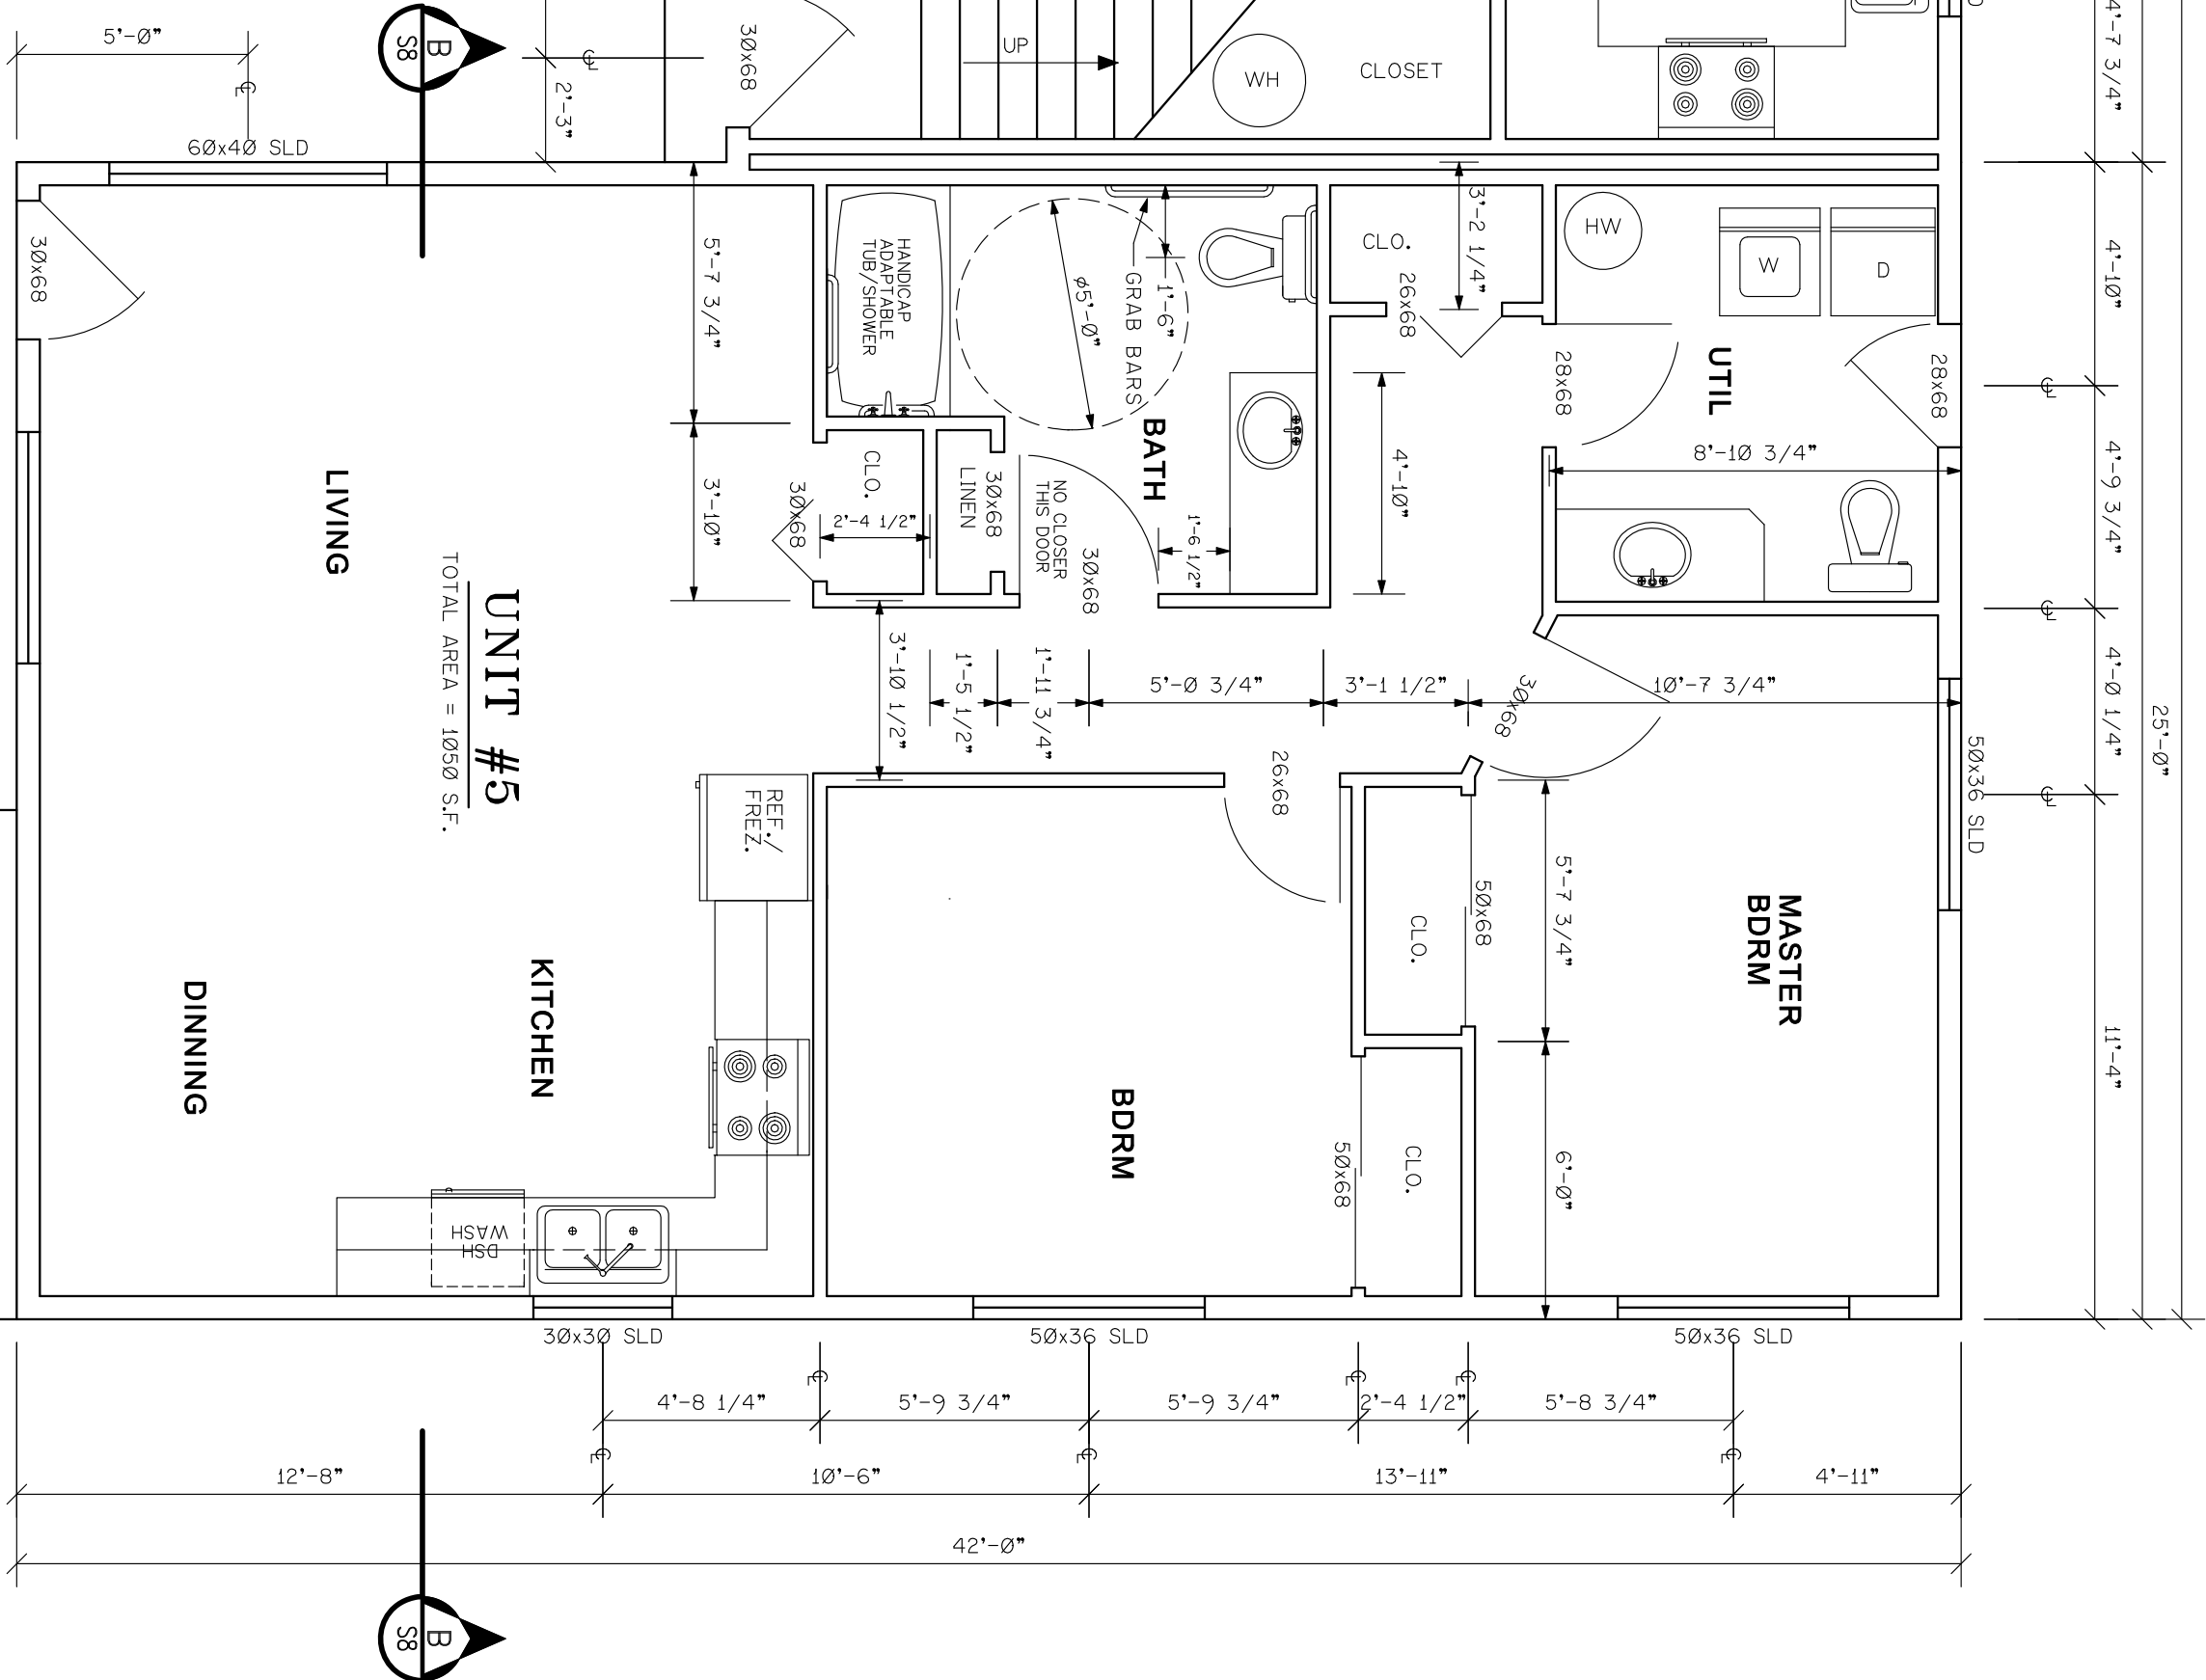 5'-0"
B
S8
2'-3"
30x68
UP
WH
CLOSET
4'-7 3/4"
60x40 SLD
30x68
5'-7 3/4"
HANDICAP
ADAPTABLE
TUB/SHOWER
ø5'-0"
1'-6"
GRAB BARS
BATH
CLO.
3'-2 1/4"
26x68
HW
W
D
UTIL
28x68
28x68
4'-10"
8'-10 3/4"
4'-9 3/4"
LIVING
3'-10"
CLO.
30x68
2'-4 1/2"
30x68
LINEN
NO CLOSER
THIS DOOR
30x68
1'-6 1/2"
4'-10"
UNIT #5
TOTAL AREA = 1050 S.F.
3'-10 1/2"
1'-5 1/2"
1'-11 3/4"
5'-0 3/4"
3'-1 1/2"
10'-7 3/4"
30x68
4'-0 1/4"
25'-0"
50x36 SLD
REF./
FREZ.
26x68
50x68
CLO.
5'-7 3/4"
MASTER
BDRM
KITCHEN
DINNING
BDRM
50x68
CLO.
6'-0"
11'-4"
DSH
WASH
30x30 SLD
50x36 SLD
50x36 SLD
4'-8 1/4"
5'-9 3/4"
5'-9 3/4"
2'-4 1/2"
5'-8 3/4"
12'-8"
10'-6"
13'-11"
4'-11"
42'-0"
B
S8